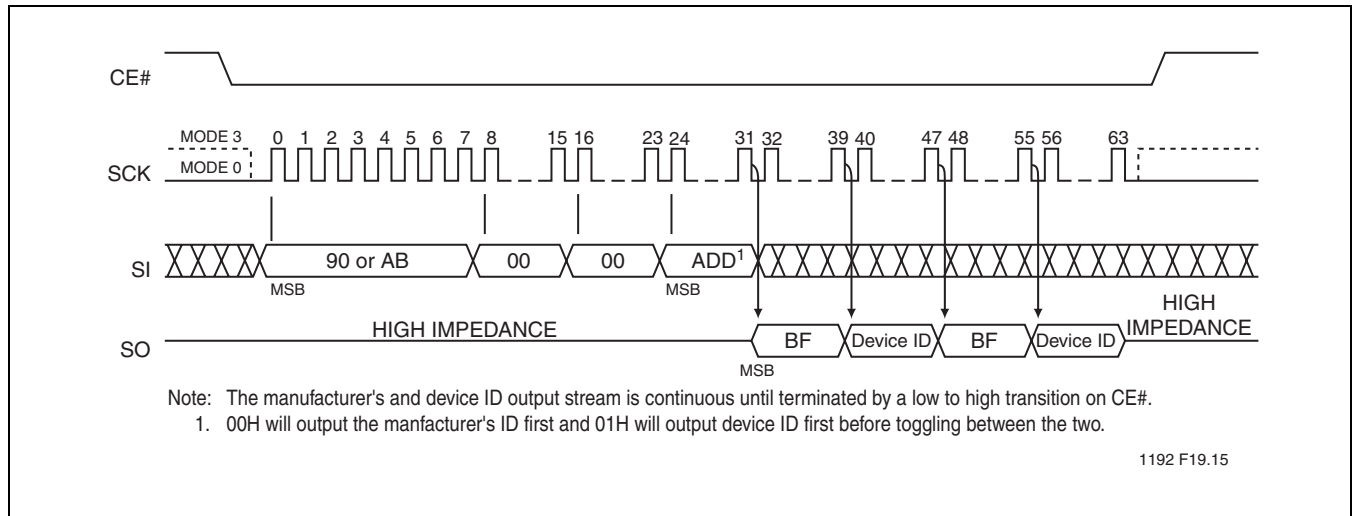 CE#
MODE 3 0 1 2 3 4 5 6 7 8 15 16 23 24 31 32 39 40 47 48 55 56 63
SCK MODE 0
SI 90 or AB 00 00 ADD1
MSB MSB
HIGH IMPEDANCE
HIGH IMPEDANCE
SO BF Device ID BF Device ID
MSB
Note: The manufacturer's and device ID output stream is continuous until terminated by a low to high transition on CE#.
1. 00H will output the manfacturer's ID first and 01H will output device ID first before toggling between the two.
1192 F19.15